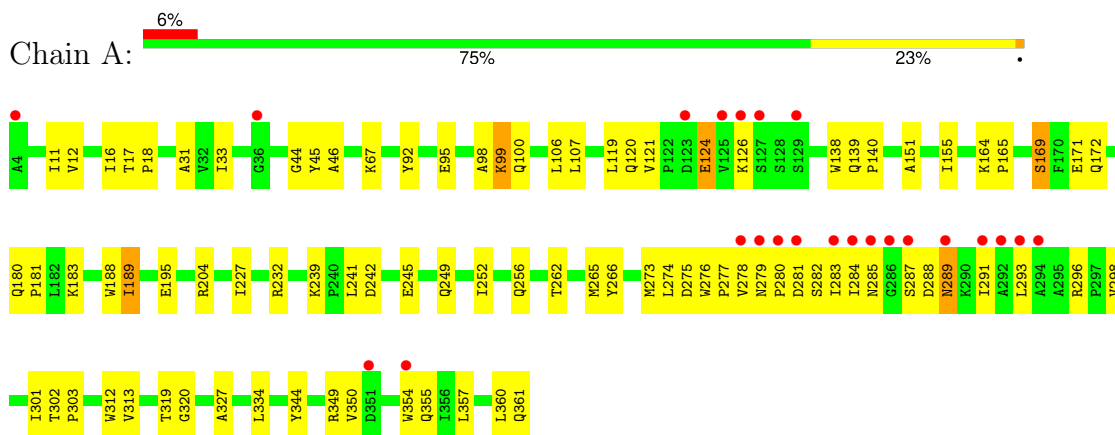 6%
Chain A:
75% 23% •
A4 I11 V12 I16 T17 P18 A31 V32 I33 G36 G44 Y45 A46 K67 Y92 E95 A98 K99 Q100 L106 L107 L119 Q120 V121 P122 D123 E124 V125 K126 S127 S128 S129 W138 Q139 P140 A151 I155 K164 P165 S169 F170 E171 Q172
Q180 P181 L182 K183 W188 I189 E195 R204 I227 R232 K239 P240 L241 D242 E245 Q249 I252 Q256 T262 M265 Y266 M273 L274 D275 W276 P277 V278 N279 P280 D281 S282 I283 I284 N285 G286 S287 D288 N289 K290 I291 A292 L293 A294 A295 R296 P297
I301 T302 P303 W312 V313 T319 G320 A327 L334 Y344 R349 V350 D351 W354 Q355 I356 L357 L360 Q361